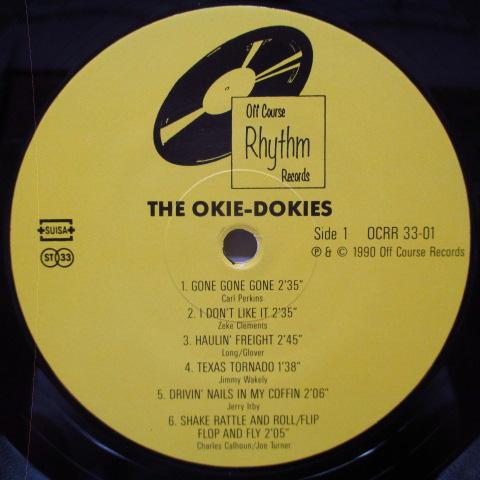 Off Course
Rhythm
Records
THE OKIE-DOKIES
+SUISA+
ST 33
Side 1 OCRR 33-01
℗ & © 1990 Off Course Records
1. GONE GONE GONE 2'35"
Carl Perkins
2. I DON'T LIKE IT 2'35"
Zeke Clements
3. HAULIN' FREIGHT 2'45"
Long/Glover
4. TEXAS TORNADO 1'38"
Jimmy Wakely
5. DRIVIN' NAILS IN MY COFFIN 2'06"
Jerry Irby
6. SHAKE RATTLE AND ROLL/FLIP
FLOP AND FLY 2'05"
Charles Calhoun/Joe Turner